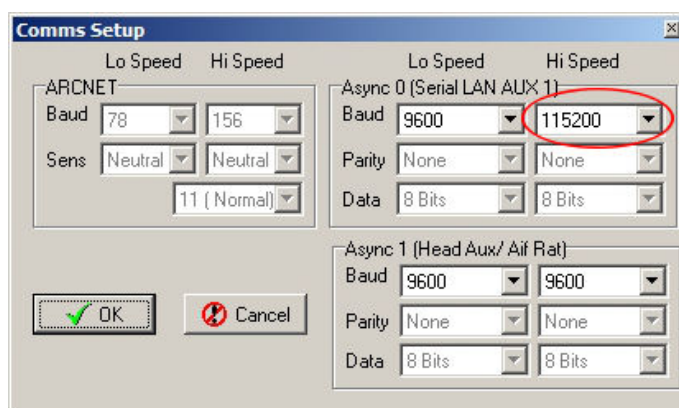 Comms Setup
Lo Speed Hi Speed
ARCNET
Baud 78 156
Sens Neutral Neutral
11 ( Normal)
OK
Cancel
Lo Speed Hi Speed
Async 0 (Serial LAN AUX 1)
Baud 9600 115200
Parity None None
Data 8 Bits 8 Bits
Async 1 (Head Aux/ Aif Rat)
Baud 9600 9600
Parity None None
Data 8 Bits 8 Bits